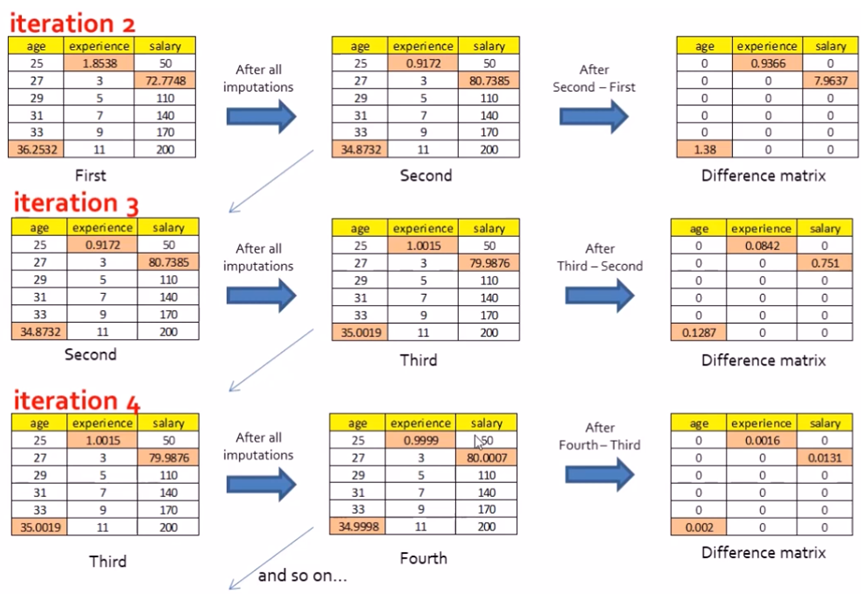 iteration 2
age experience salary
25 1.8538 50
27 3 72.7748
29 5 110
31 7 140
33 9 170
36.2532 11 200
First
After all
imputations
age experience salary
25 0.9172 50
27 3 80.7385
29 5 110
31 7 140
33 9 170
34.8732 11 200
Second
After
Second – First
age experience salary
0 0.9366 0
0 0 7.9637
0 0 0
0 0 0
0 0 0
1.38 0 0
Difference matrix
iteration 3
age experience salary
25 0.9172 50
27 3 80.7385
29 5 110
31 7 140
33 9 170
34.8732 11 200
Second
After all
imputations
age experience salary
25 1.0015 50
27 3 79.9876
29 5 110
31 7 140
33 9 170
35.0019 11 200
Third
After
Third – Second
age experience salary
0 0.0842 0
0 0 0.751
0 0 0
0 0 0
0 0 0
0.1287 0 0
Difference matrix
iteration 4
age experience salary
25 1.0015 50
27 3 79.9876
29 5 110
31 7 140
33 9 170
35.0019 11 200
Third
After all
imputations
age experience salary
25 0.9999 50
27 3 80.0007
29 5 110
31 7 140
33 9 170
34.9998 11 200
Fourth
After
Fourth – Third
age experience salary
0 0.0016 0
0 0 0.0131
0 0 0
0 0 0
0 0 0
0.002 0 0
Difference matrix
and so on...